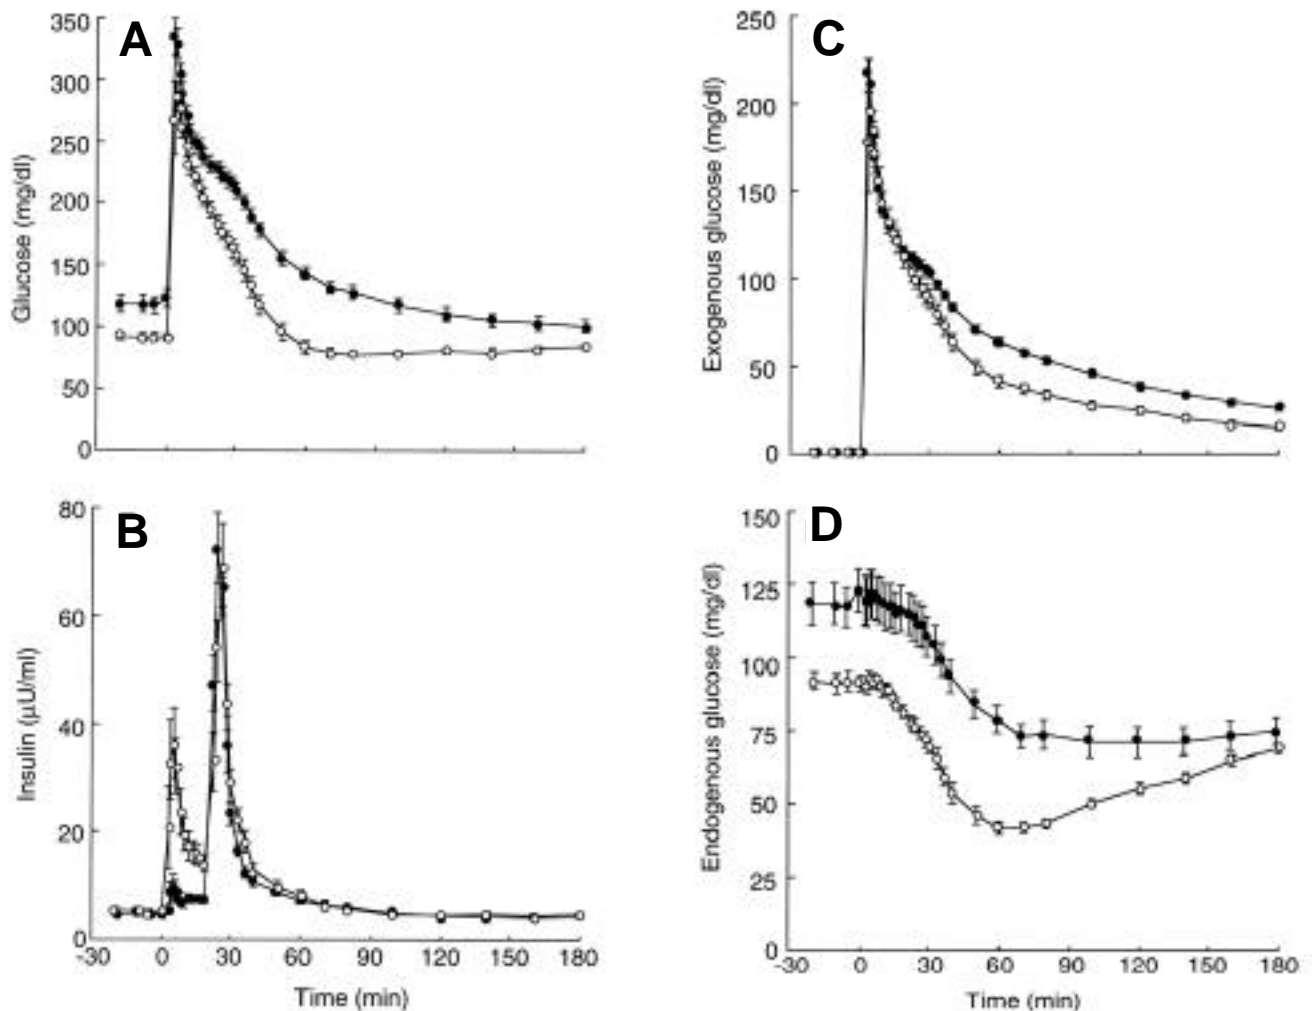 A
Glucose (mg/dl)
350
300
250
200
150
100
50
0
C
Exogenous glucose (mg/dl)
250
200
150
100
50
0
B
Insulin (µU/ml)
80
60
40
20
0
-30 0 30 60 90 120 150 180
Time (min)
D
Endogenous glucose (mg/dl)
150
125
100
75
50
25
0
-30 0 30 60 90 120 150 180
Time (min)